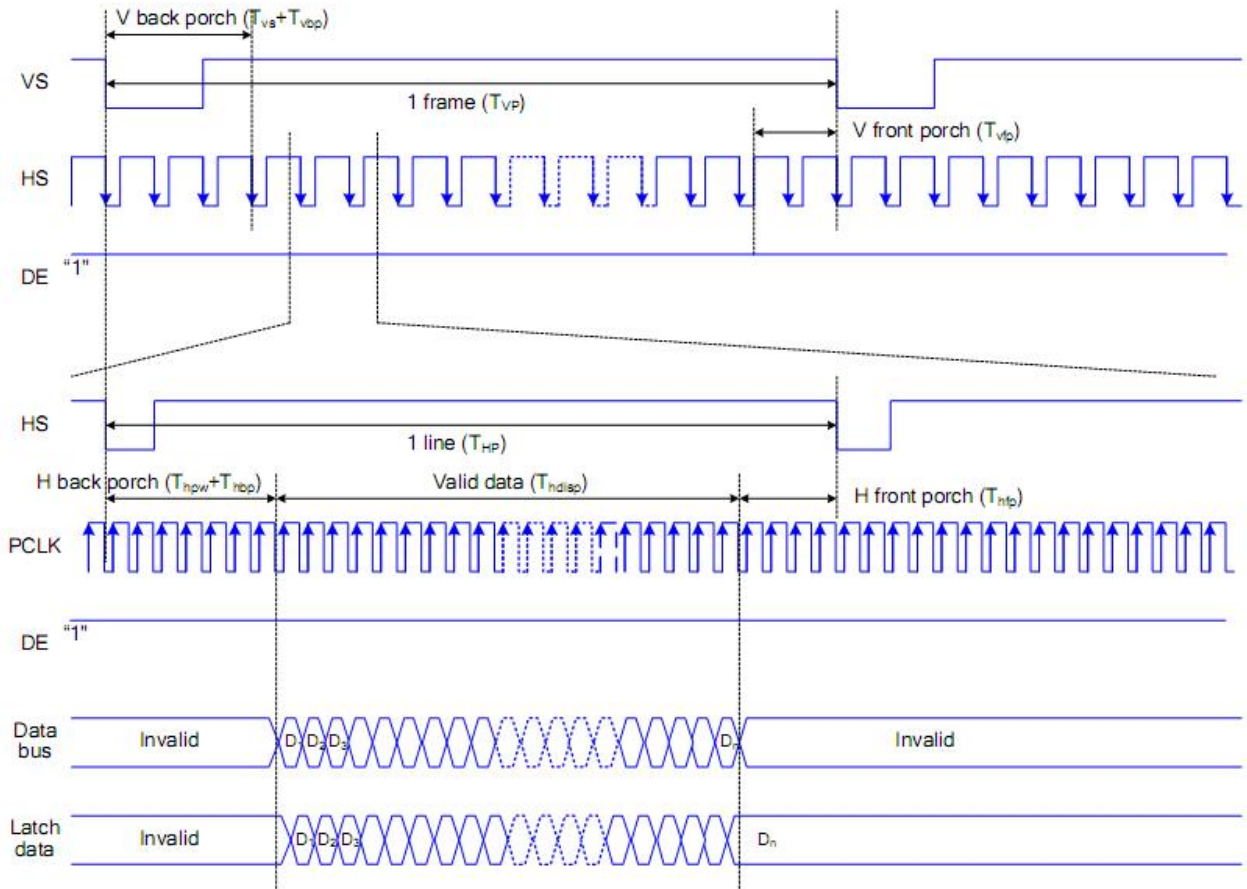 V back porch (Tvs+Tvbp)
VS
1 frame (TVP)
V front porch (Tvfp)
HS
DE "1"
HS
1 line (THP)
H back porch (Thpw+Thbp)
Valid data (Thdisp)
H front porch (Thfp)
PCLK
DE "1"
Data bus
Invalid
D1 D2 D3
Dn
Invalid
Latch data
Invalid
D1 D2 D3
Dn